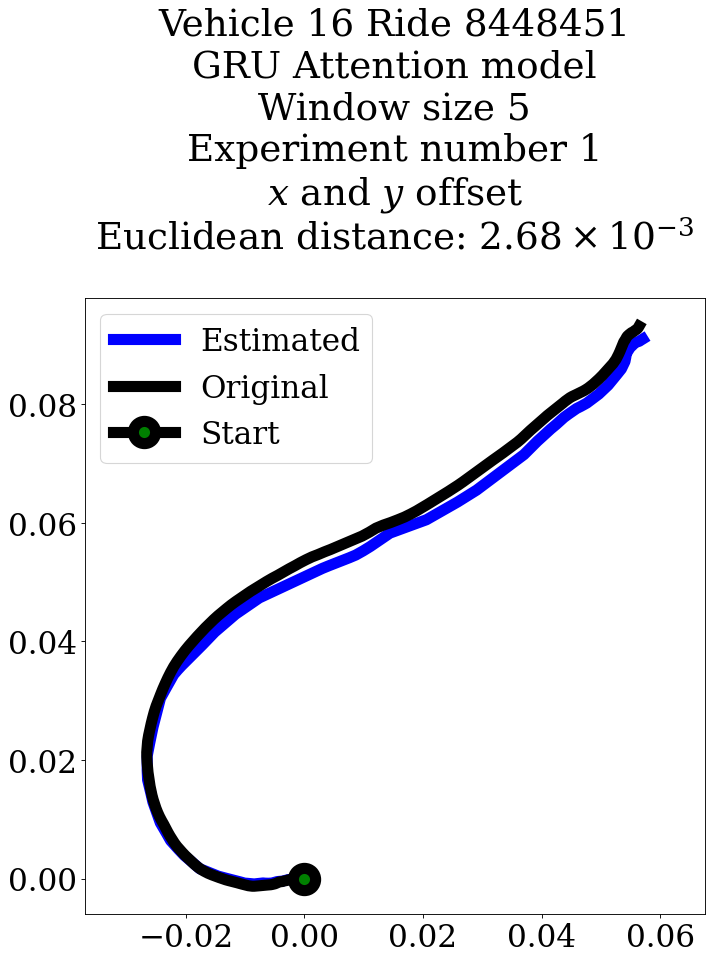 Vehicle 16 Ride 8448451
GRU Attention model
Window size 5
Experiment number 1
x and y offset
Euclidean distance: 2.68 × 10⁻³
Estimated
Original
Start
0.08
0.06
0.04
0.02
0.00
−0.02 0.00 0.02 0.04 0.06